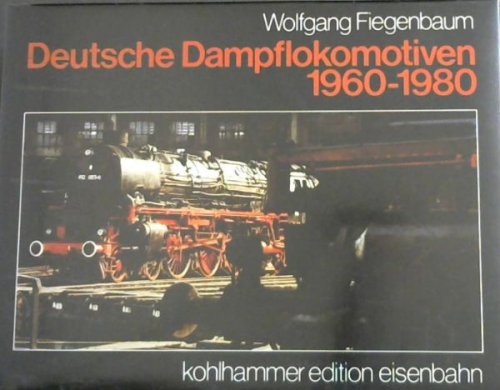 Wolfgang Fiegenbaum
Deutsche Dampflokomotiven
1960-1980
kohlhammer edition eisenbahn